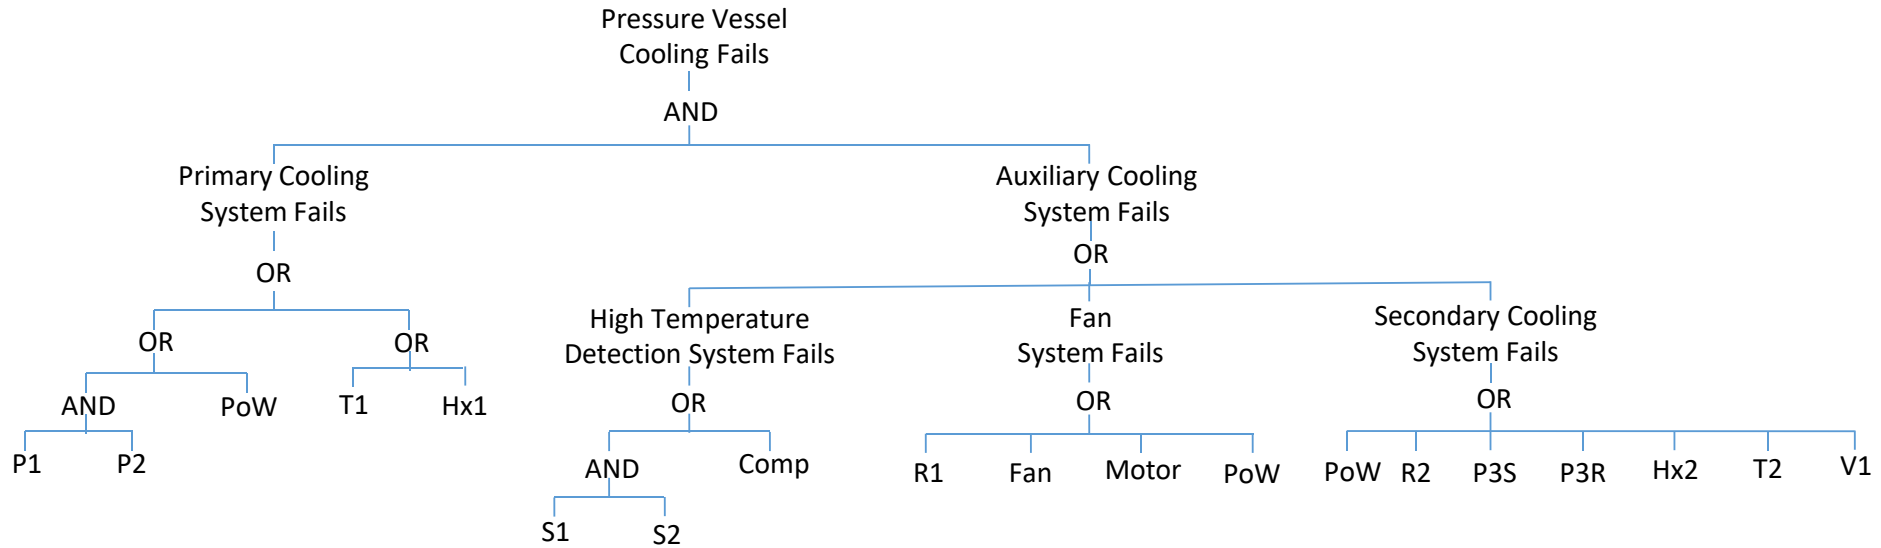 Pressure Vessel
Cooling Fails
AND
Primary Cooling
System Fails
Auxiliary Cooling
System Fails
OR
OR
High Temperature
Detection System Fails
Fan
System Fails
Secondary Cooling
System Fails
OR
OR
OR
OR
OR
AND
PoW
T1
Hx1
P1
P2
AND
Comp
R1
Fan
Motor
PoW
PoW
R2
P3S
P3R
Hx2
T2
V1
S1
S2